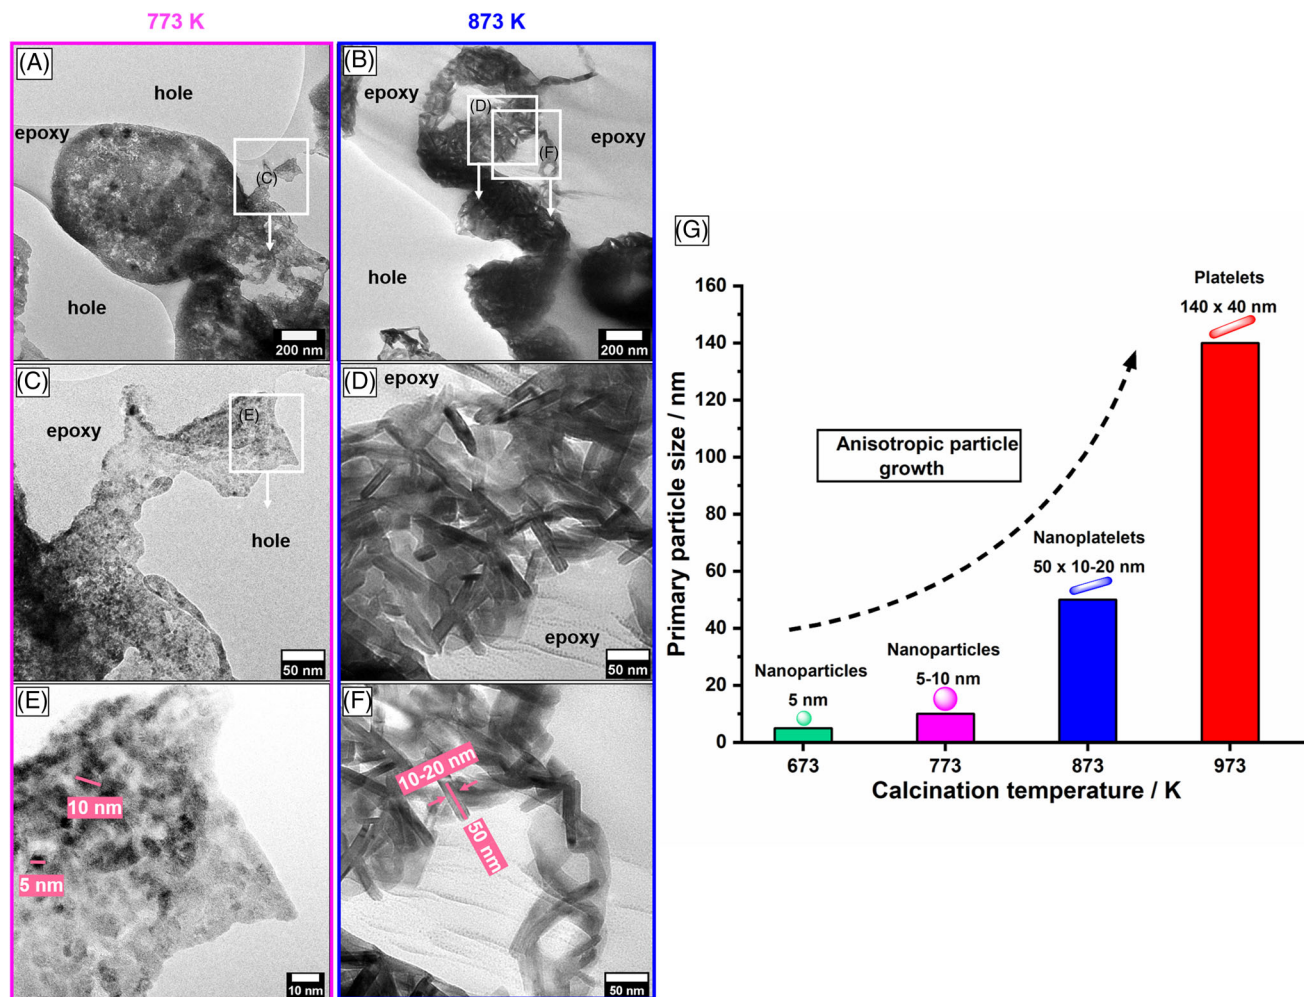 773 K
873 K
(A)
hole
epoxy
(C)
hole
200 nm
(B)
epoxy
(D)
epoxy
(F)
hole
200 nm
(C)
(E)
epoxy
hole
50 nm
(D)
epoxy
epoxy
50 nm
(E)
10 nm
5 nm
10 nm
(F)
10-20 nm
50 nm
50 nm
(G)
Primary particle size / nm
160
140
120
100
80
60
40
20
0
Anisotropic particle
growth
Nanoparticles
5 nm
Nanoparticles
5-10 nm
Nanoplatelets
50 x 10-20 nm
Platelets
140 x 40 nm
673
773
873
973
Calcination temperature / K